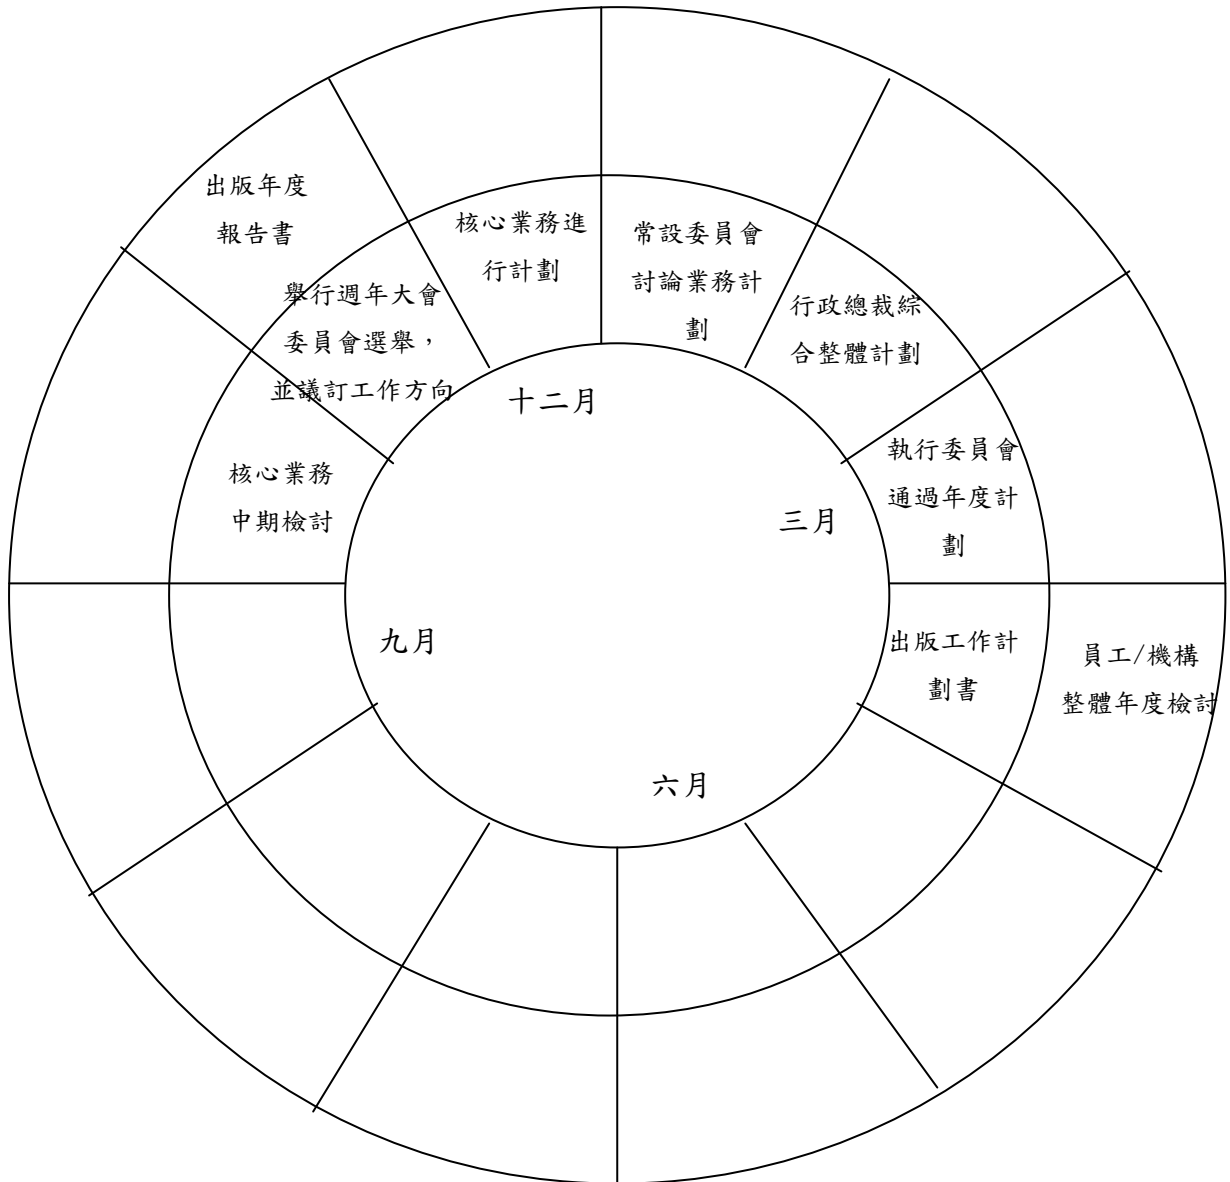 出版年度
報告書
舉行週年大會
委員會選舉，
並議訂工作方向
核心業務
中期檢討
核心業務進
行計劃
常設委員會
討論業務計
劃
行政總裁綜
合整體計劃
執行委員會
通過年度計
劃
出版工作計
劃書
員工/機構
整體年度檢討
十二月
三月
六月
九月